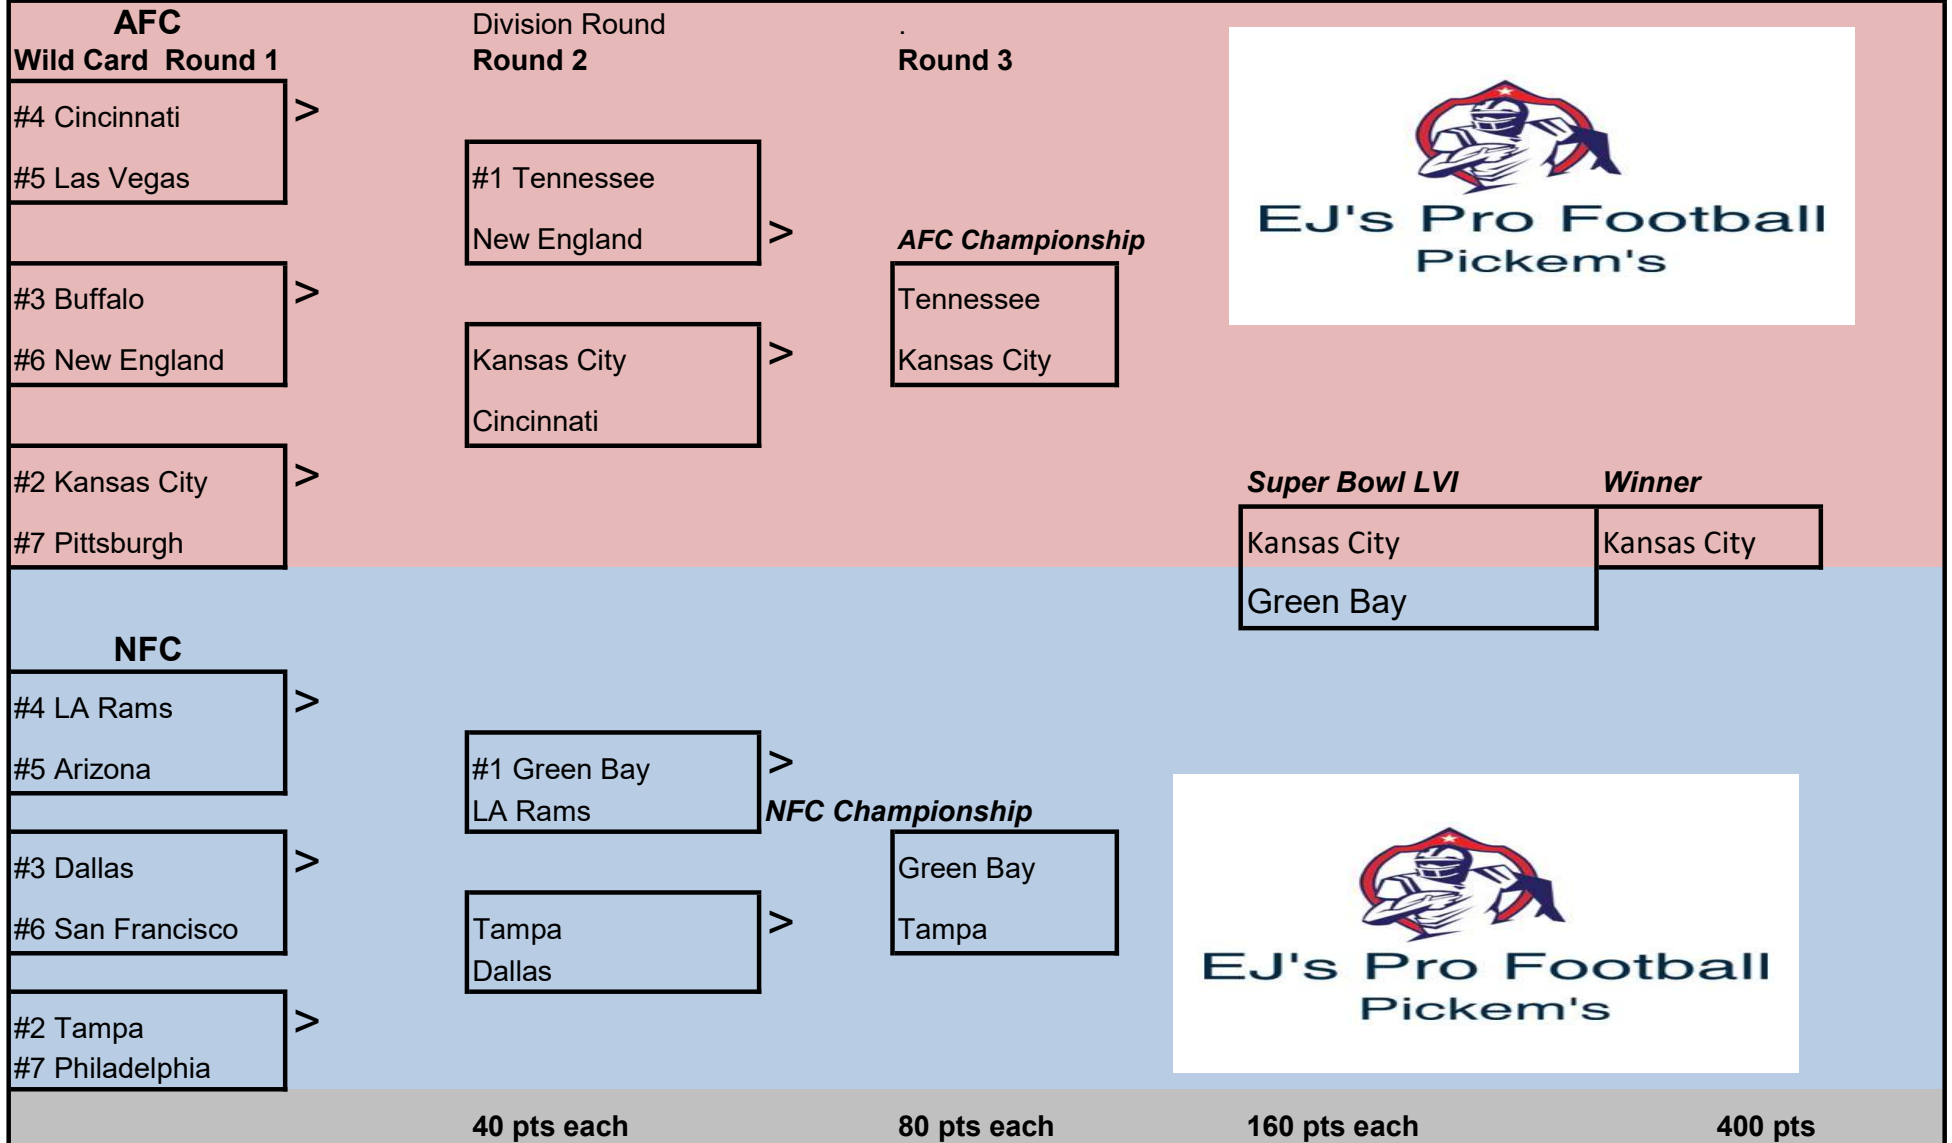 AFC Division Round .
Wild Card Round 1 Round 2 Round 3
#4 Cincinnati >
#5 Las Vegas #1 Tennessee
EJ's Pro Football
Pickem's
New England > AFC Championship
#3 Buffalo > Tennessee
#6 New England Kansas City > Kansas City
Cincinnati
#2 Kansas City > Super Bowl LVI Winner
#7 Pittsburgh Kansas City Kansas City
Green Bay
NFC
#4 LA Rams >
#5 Arizona #1 Green Bay >
LA Rams NFC Championship
#3 Dallas > Green Bay
#6 San Francisco Tampa > Tampa
Dallas
EJ's Pro Football
Pickem's
#2 Tampa >
#7 Philadelphia
40 pts each 80 pts each 160 pts each 400 pts